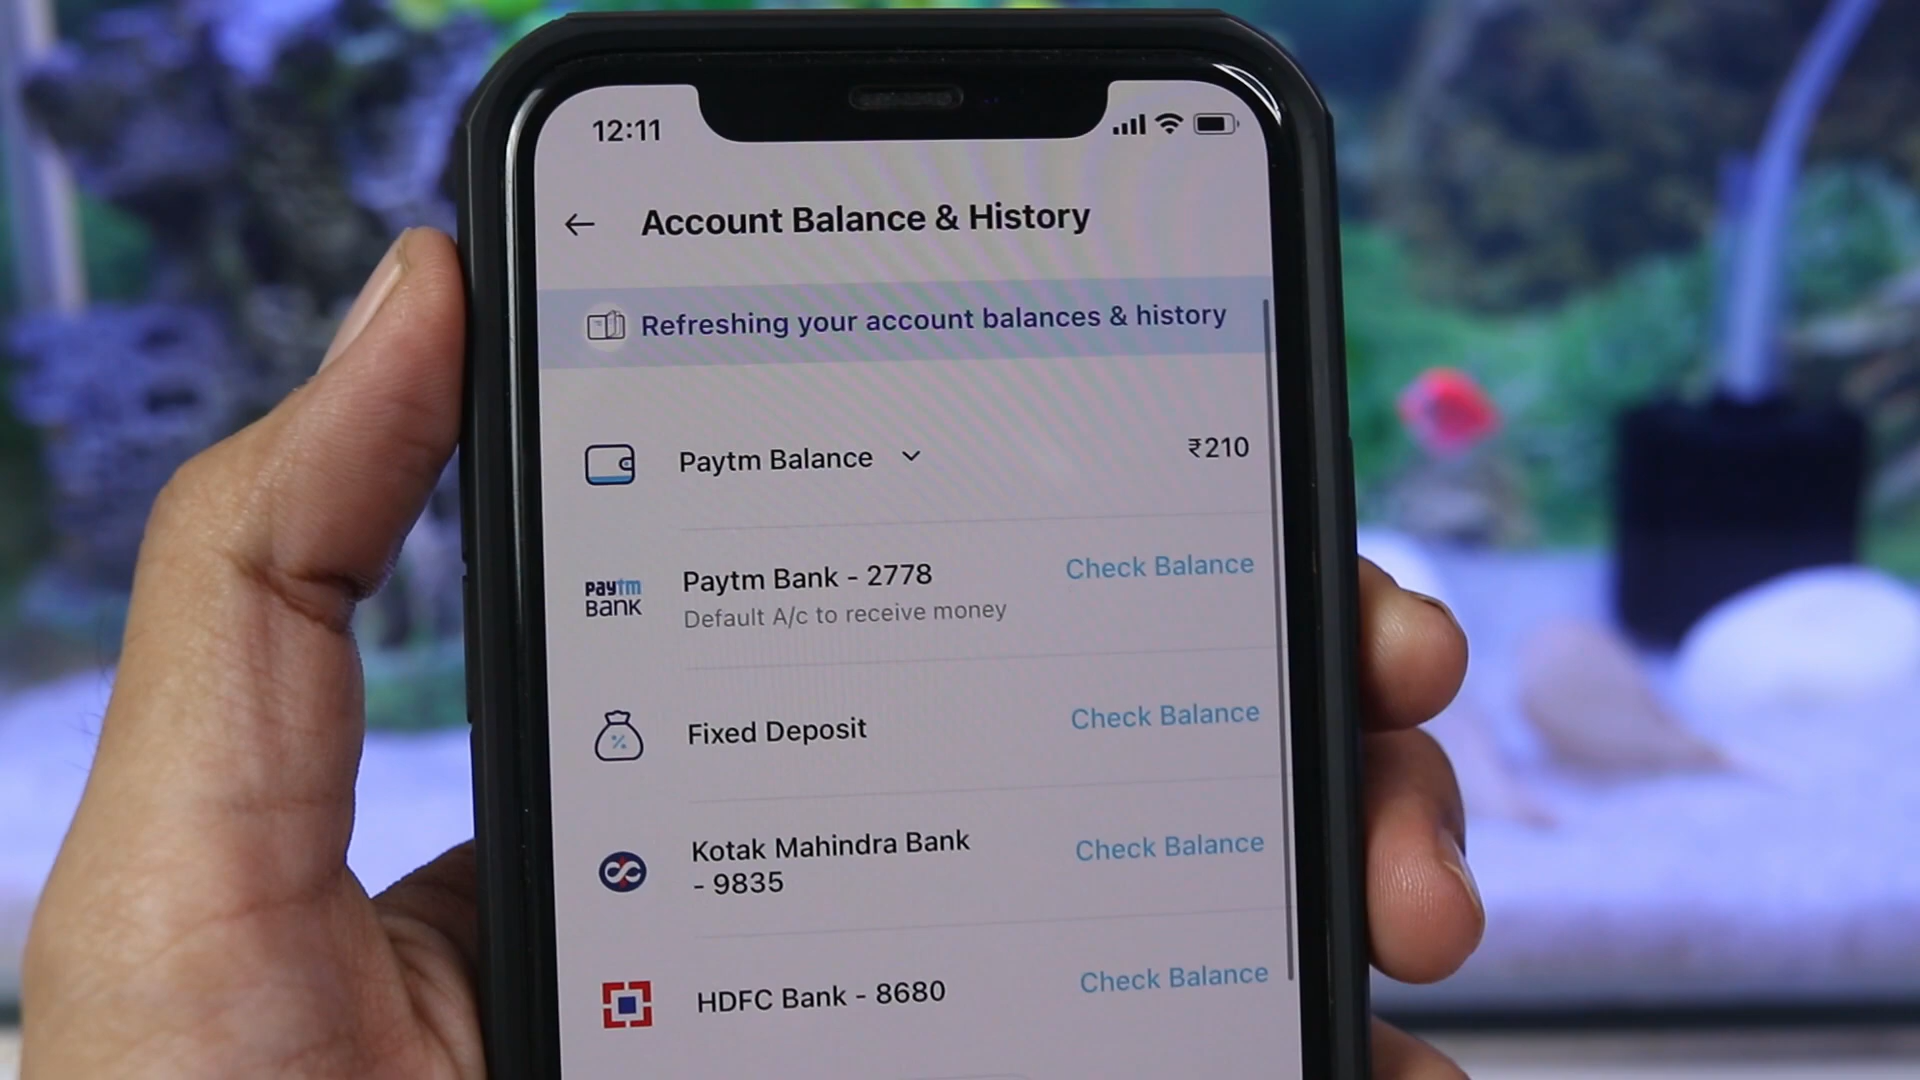 12:11
Account Balance & History
Refreshing your account balances & history
Paytm Balance ₹210
Paytm Bank - 2778 Check Balance
Default A/c to receive money
paytm
BANK
Fixed Deposit Check Balance
%
Kotak Mahindra Bank Check Balance
- 9835
HDFC Bank - 8680 Check Balance